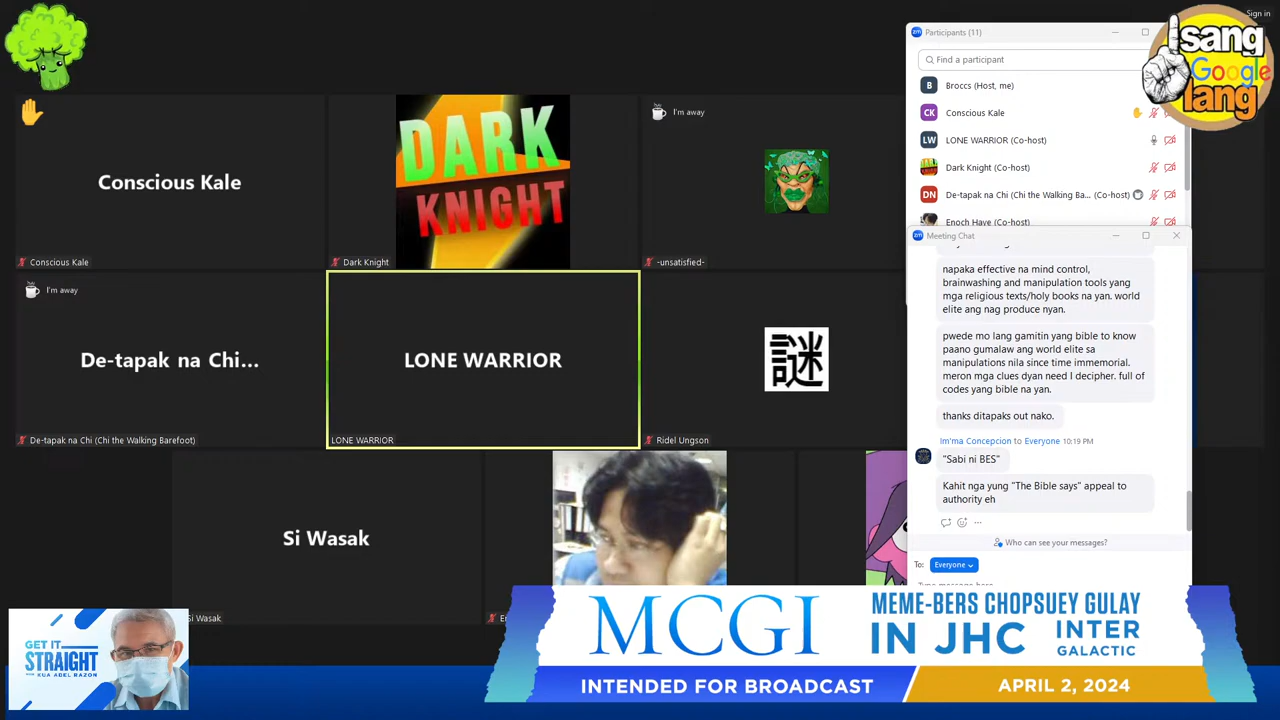 Sign in
Isang
Google
lang
Participants (11)
Find a participant
B
Broccs (Host, me)
CK
Conscious Kale
LW
LONE WARRIOR (Co-host)
Dark Knight (Co-host)
DN
De-tapak na Chi (Chi the Walking Ba... (Co-host)
Enoch Have (Co-host)
Conscious Kale
Conscious Kale
DARK
KNIGHT
Dark Knight
I'm away
-unsatisfied-
I'm away
De-tapak na Chi...
De-tapak na Chi (Chi the Walking Barefoot)
LONE WARRIOR
LONE WARRIOR
謎
Ridel Ungson
Si Wasak
Si Wasak
Meeting Chat
napaka effective na mind control,
brainwashing and manipulation tools yang
mga religious texts/holy books na yan. world
elite ang nag produce nyan.
pwede mo lang gamitin yang bible to know
paano gumalaw ang world elite sa
manipulations nila since time immemorial.
meron mga clues dyan need I decipher. full of
codes yang bible na yan.
thanks ditapaks out nako.
Im'ma Concepcion to Everyone 10:19 PM
"Sabi ni BES"
Kahit nga yung "The Bible says" appeal to
authority eh
Who can see your messages?
To: Everyone
GET IT
STRAIGHT
WITH KUA ADEL RAZON
MCGI
MEME-BERS CHOPSUEY GULAY
IN JHC INTER
GALACTIC
INTENDED FOR BROADCAST
APRIL 2, 2024